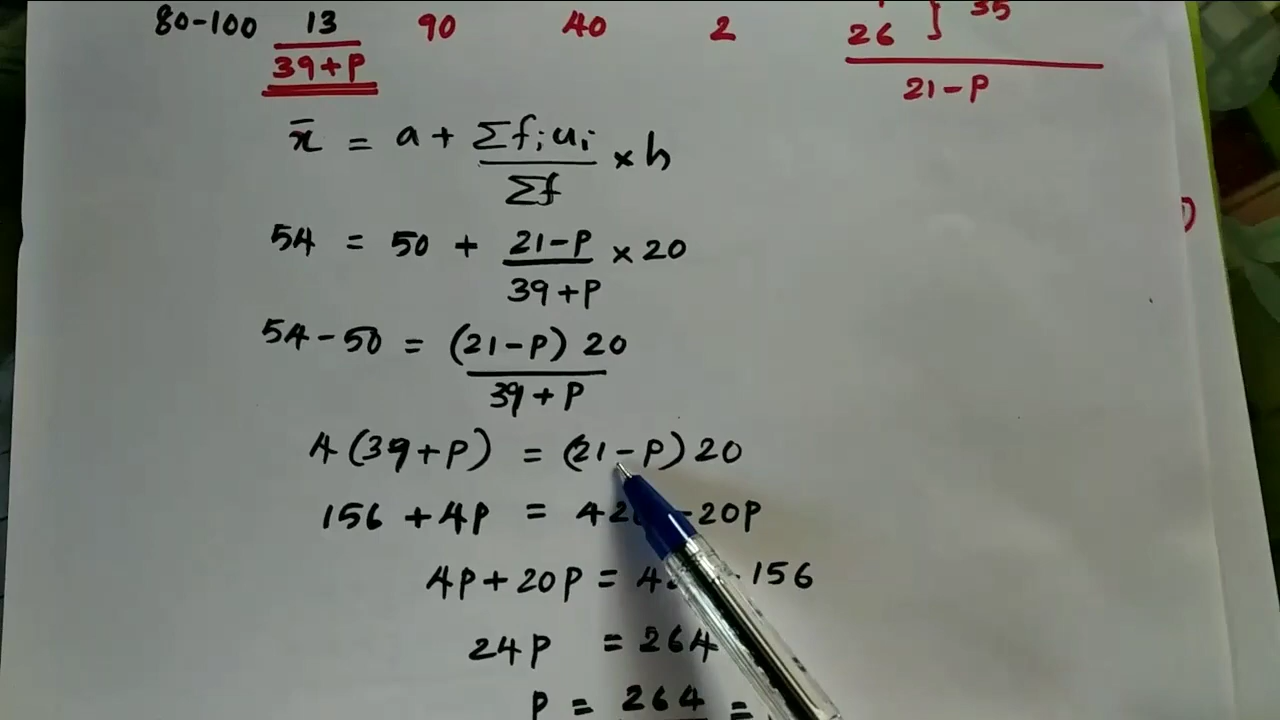 80-100 13 90 40 2 26 ] 35
39+P 21-P
x̄ = a + Σfiui / Σf × h
54 = 50 + 21-P / 39+P × 20
54-50 = (21-P) 20 / 39+P
4(39+P) = (21-P)20
156 + 4P = 42 -20P
4P+20P = 4 156
24P = 264
P = 264 =